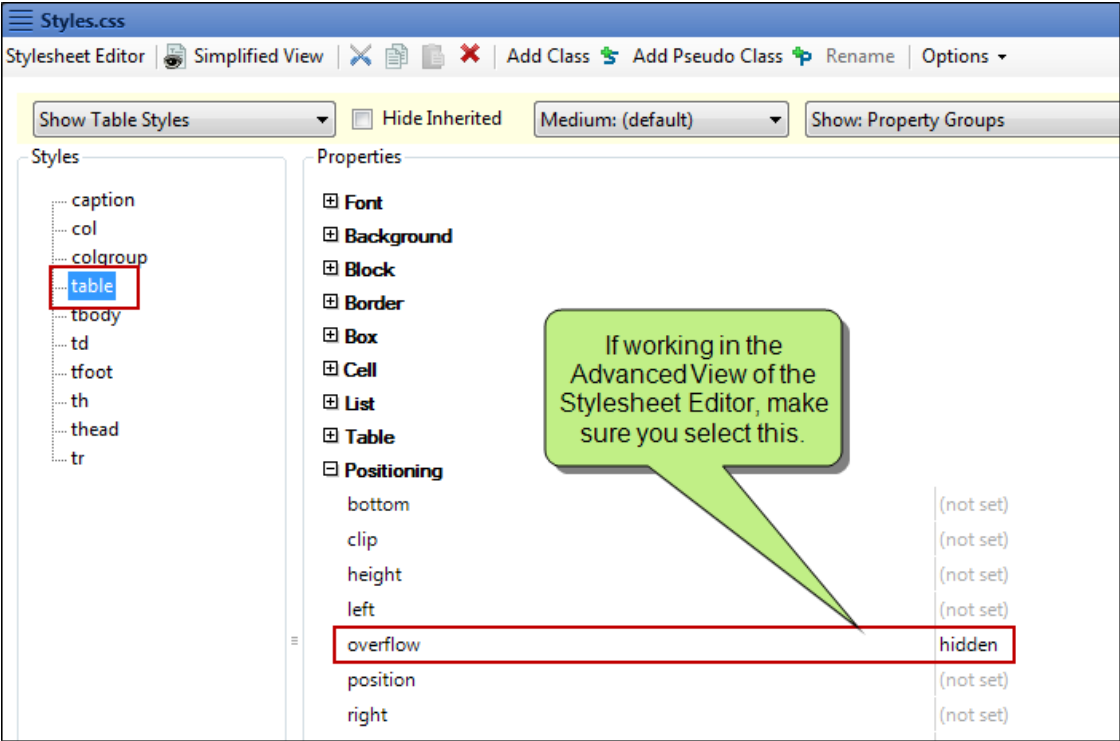 Styles.css
Stylesheet Editor Simplified View Add Class Add Pseudo Class Rename Options
Show Table Styles Hide Inherited Medium: (default) Show: Property Groups
Styles
caption
col
colgroup
table
tbody
td
tfoot
th
thead
tr
Properties
Font
Background
Block
Border
Box
Cell
List
Table
Positioning
bottom (not set)
clip (not set)
height (not set)
left (not set)
overflow hidden
position (not set)
right (not set)
If working in the
Advanced View of the
Stylesheet Editor, make
sure you select this.